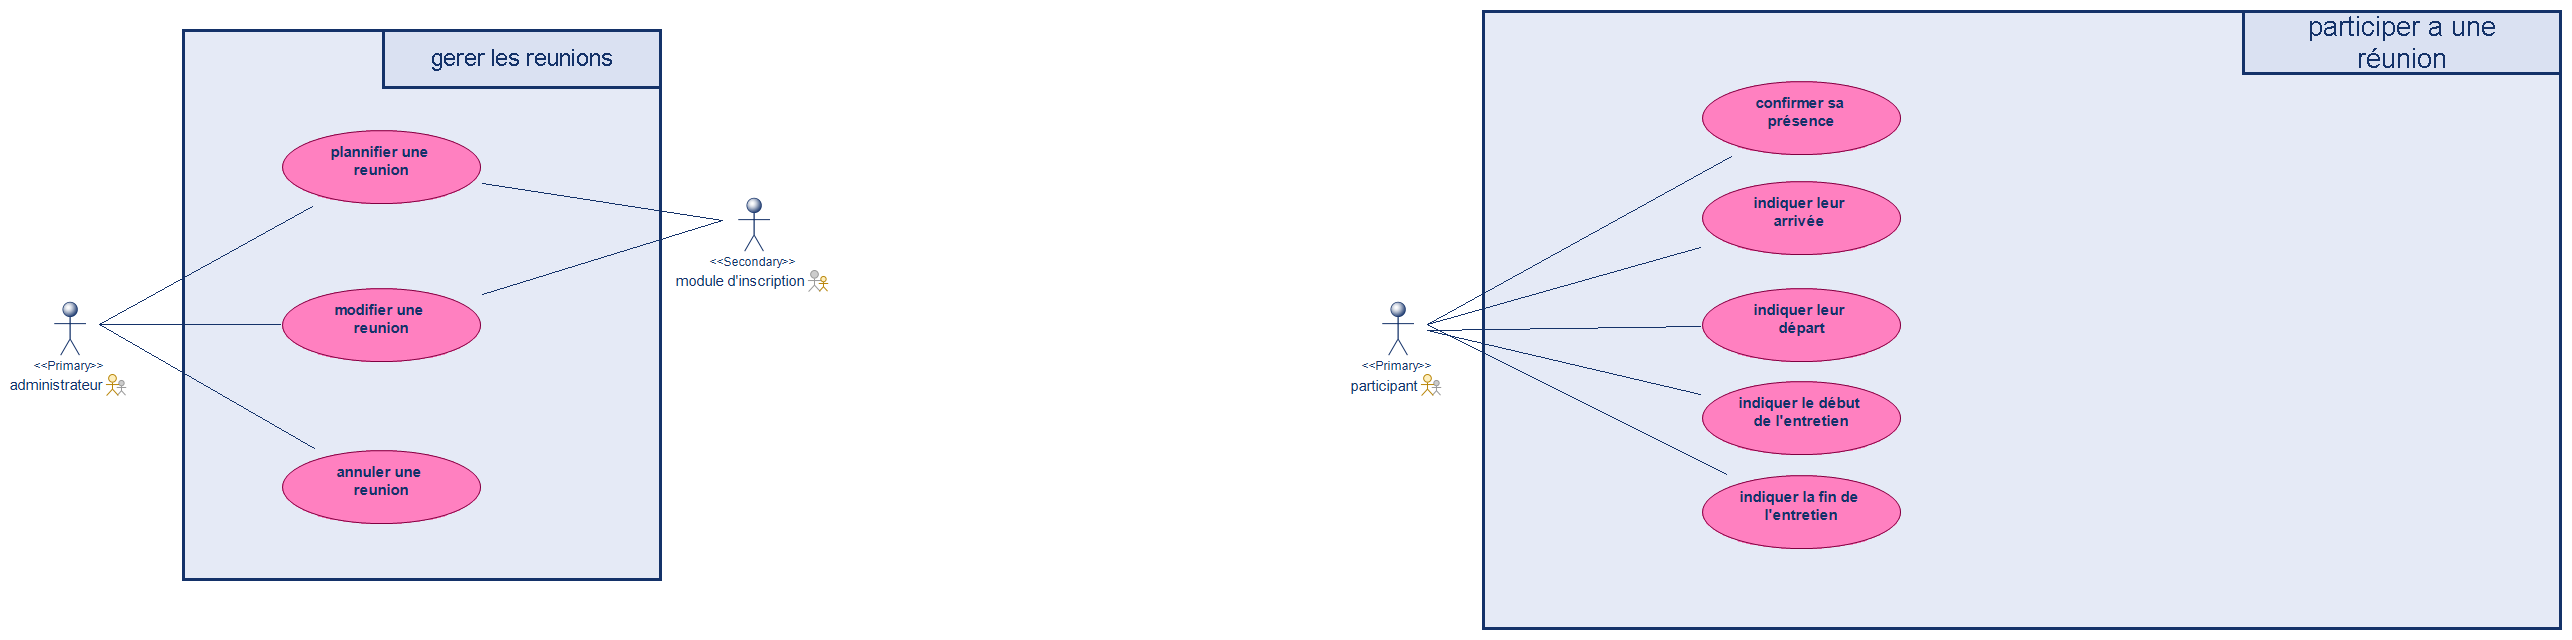 gerer les reunions
plannifier une
reunion
modifier une
reunion
annuler une
reunion
<<Primary>>
administrateur
<<Secondary>>
module d'inscription
participer a une
réunion
confirmer sa
présence
indiquer leur
arrivée
indiquer leur
départ
indiquer le début
de l'entretien
indiquer la fin de
l'entretien
<<Primary>>
participant